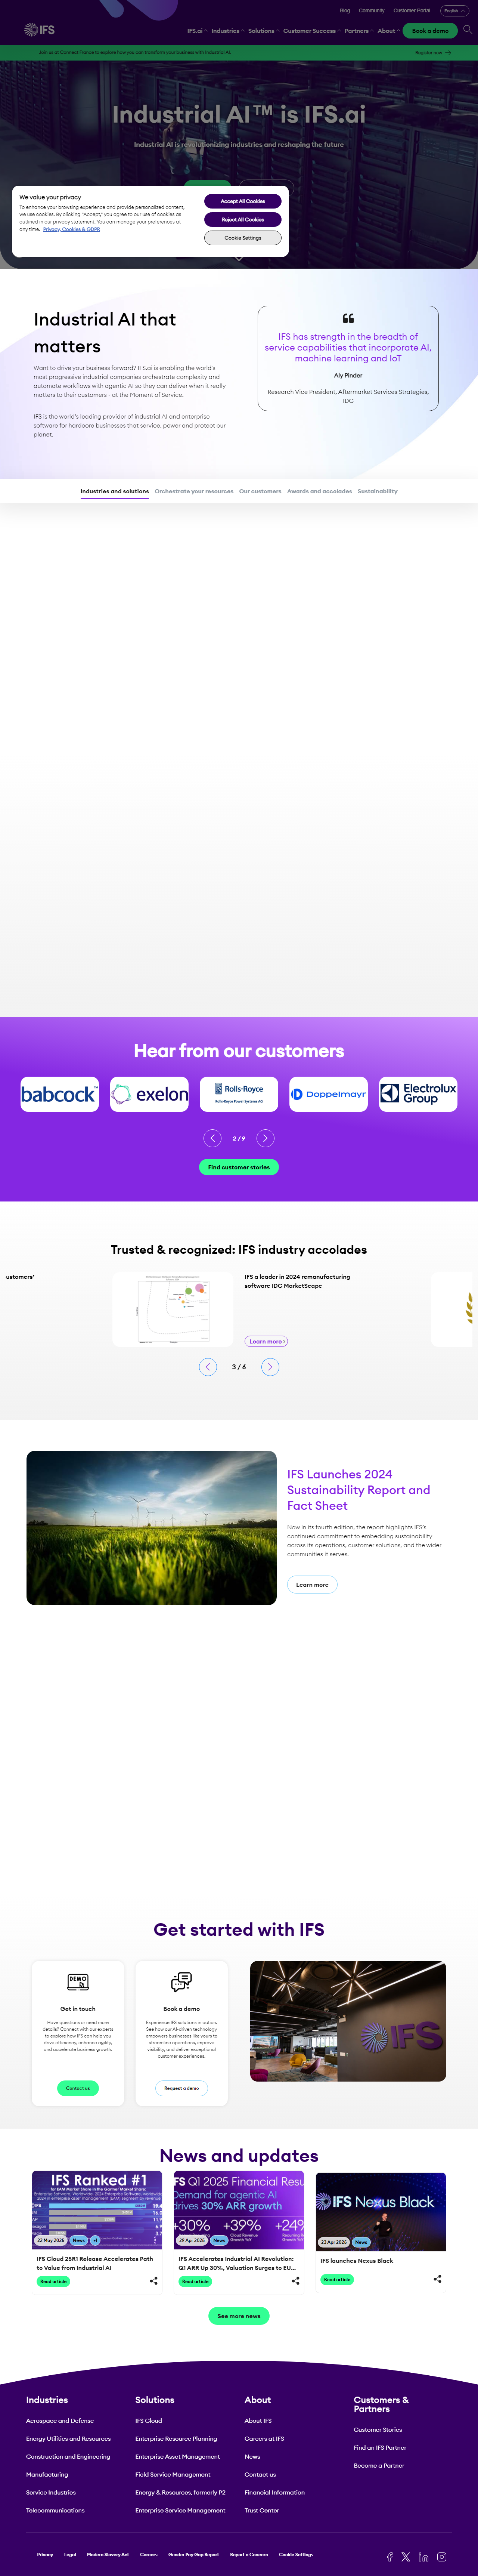 Blog Community Customer Portal English
IFS
IFS.ai Industries Solutions Customer Success Partners About Book a demo
Join us at Connect France to explore how you can transform your business with Industrial AI. Register now
Industrial AI™ is IFS.ai
Industrial AI is revolutionizing industries and reshaping the future
We value your privacy
To enhance your browsing experience and provide personalized content,
we use cookies. By clicking "Accept," you agree to our use of cookies as
outlined in our privacy statement. You can manage your preferences at
any time. Privacy, Cookies & GDPR
Accept All Cookies
Reject All Cookies
Cookie Settings
Industrial AI that
matters
Want to drive your business forward? IFS.ai is enabling the world's
most progressive industrial companies orchestrate complexity and
automate workflows with agentic AI so they can deliver when it really
matters to their customers - at the Moment of Service.
IFS is the world's leading provider of industrial AI and enterprise
software for hardcore businesses that service, power and protect our
planet.
IFS has strength in the breadth of
service capabilities that incorporate AI,
machine learning and IoT
Aly Pinder
Research Vice President, Aftermarket Services Strategies,
IDC
Industries and solutions Orchestrate your resources Our customers Awards and accolades Sustainability
Hear from our customers
babcock™
exelon
Rolls-Royce
Rolls-Royce Power Systems AG
Doppelmayr
Electrolux
Group
2 / 9
Find customer stories
Trusted & recognized: IFS industry accolades
ustomers'
IFS a leader in 2024 remanufacturing
software IDC MarketScape
Learn more
3 / 6
IFS Launches 2024
Sustainability Report and
Fact Sheet
Now in its fourth edition, the report highlights IFS's
continued commitment to embedding sustainability
across its operations, customer solutions, and the wider
communities it serves.
Learn more
Get started with IFS
DEMO
Get in touch
Have questions or need more
details? Connect with our experts
to explore how IFS can help you
drive efficiency, enhance agility,
and accelerate business growth.
Contact us
Book a demo
Experience IFS solutions in action.
See how our AI-driven technology
empowers businesses like yours to
streamline operations, improve
visibility, and deliver exceptional
customer experiences.
Request a demo
IFS
News and updates
IFS Ranked #1
for EAM Market Share in the Gartner® Market Share:
22 May 2025 News +1
IFS Cloud 25R1 Release Accelerates Path
to Value from Industrial AI
Read article
IFS Q1 2025 Financial Resu
Demand for agentic AI
drives 30% ARR growth
+30% +39% +24%
29 Apr 2025 News
IFS Accelerates Industrial AI Revolution:
Q1 ARR Up 30%, Valuation Surges to EU...
Read article
IFS Nexus Black
23 Apr 2025 News
IFS launches Nexus Black
Read article
See more news
Industries
Aerospace and Defense
Energy Utilities and Resources
Construction and Engineering
Manufacturing
Service Industries
Telecommunications
Solutions
IFS Cloud
Enterprise Resource Planning
Enterprise Asset Management
Field Service Management
Energy & Resources, formerly P2
Enterprise Service Management
About
About IFS
Careers at IFS
News
Contact us
Financial Information
Trust Center
Customers &
Partners
Customer Stories
Find an IFS Partner
Become a Partner
Privacy Legal Modern Slavery Act Careers Gender Pay Gap Report Report a Concern Cookie Settings